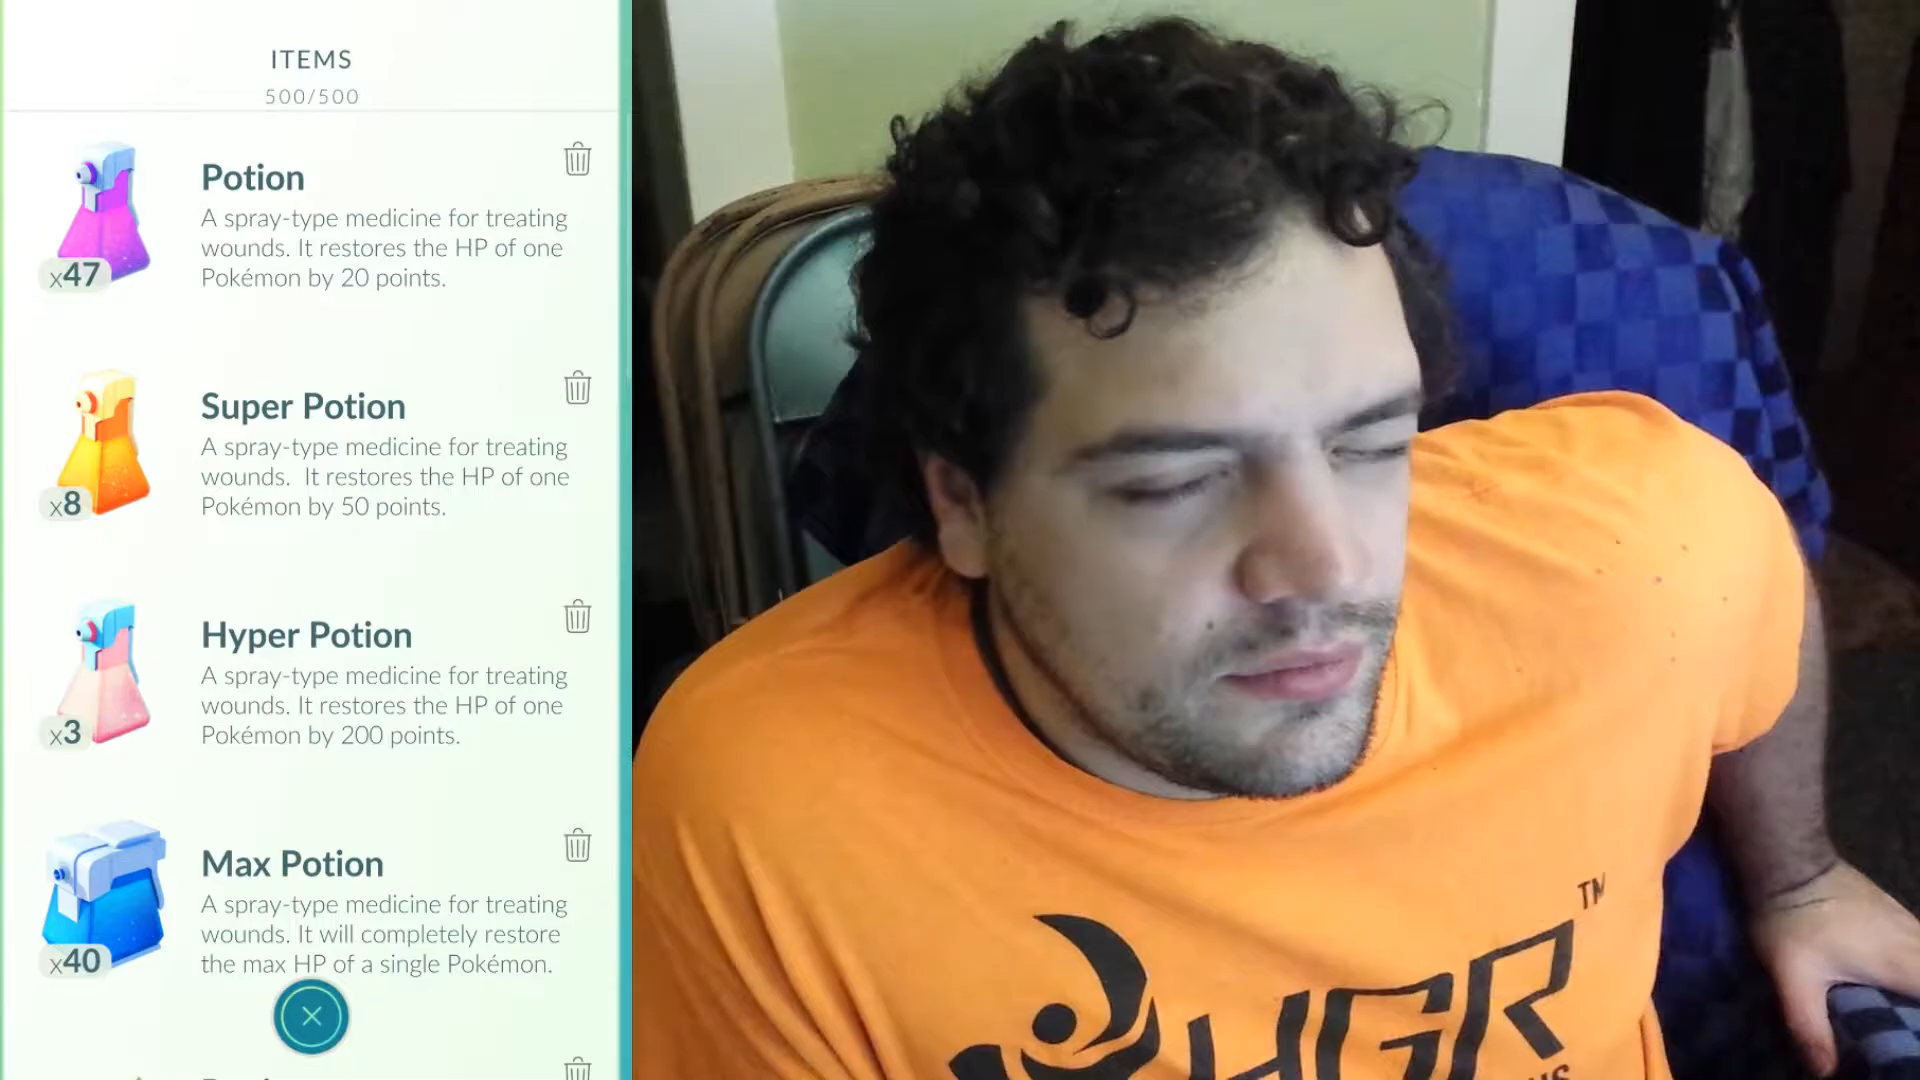 ITEMS
500/500
Potion
A spray-type medicine for treating
wounds. It restores the HP of one
Pokémon by 20 points.
x47
Super Potion
A spray-type medicine for treating
wounds. It restores the HP of one
Pokémon by 50 points.
x8
Hyper Potion
A spray-type medicine for treating
wounds. It restores the HP of one
Pokémon by 200 points.
x3
Max Potion
A spray-type medicine for treating
wounds. It will completely restore
the max HP of a single Pokémon.
x40
TM
HGR